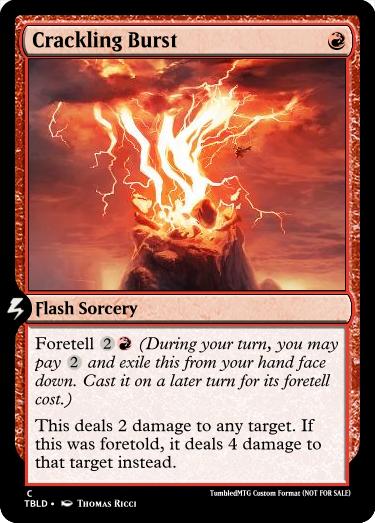 Crackling Burst
Flash Sorcery
Foretell 2 (During your turn, you may
pay 2 and exile this from your hand face
down. Cast it on a later turn for its foretell
cost.)
This deals 2 damage to any target. If
this was foretold, it deals 4 damage to
that target instead.
C
TBLD • Thomas Ricci
TumbledMTG Custom Format (NOT FOR SALE)